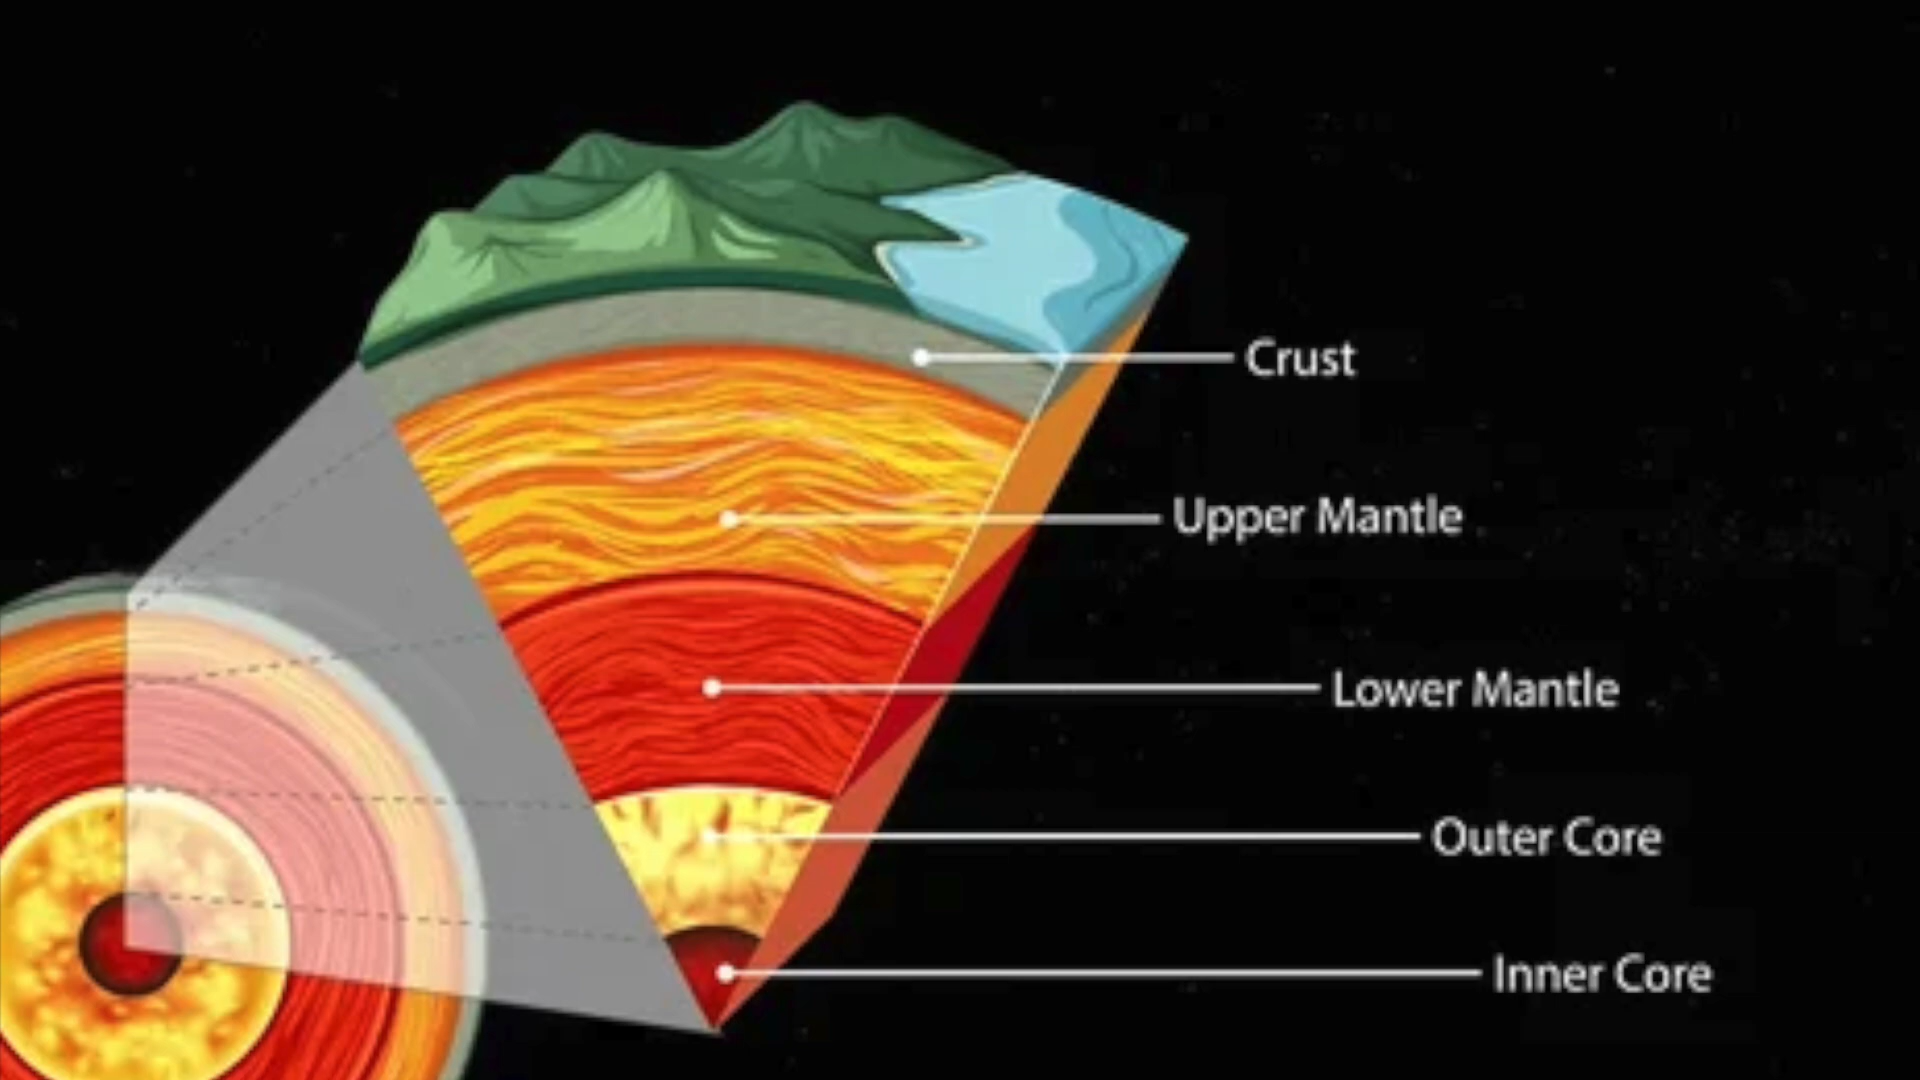 Crust
Upper Mantle
Lower Mantle
Outer Core
Inner Core